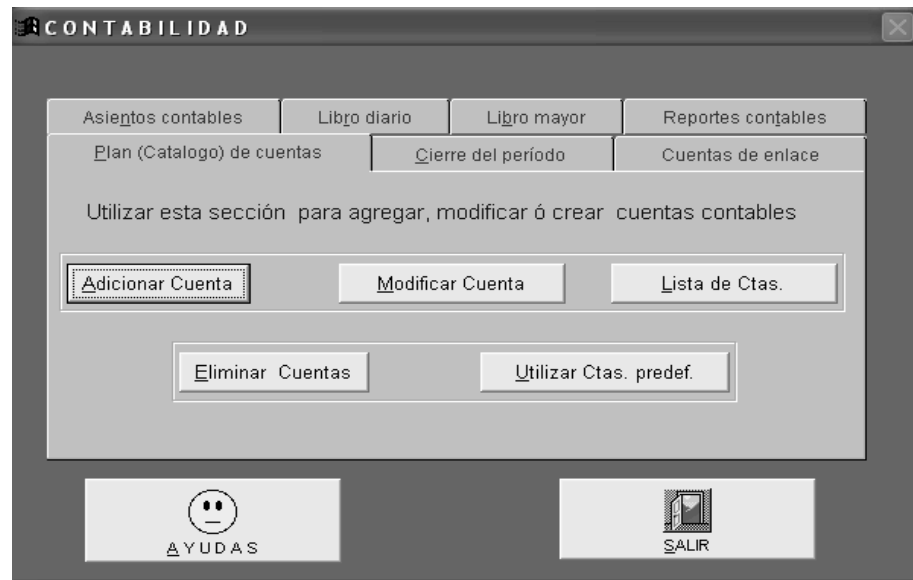 CONTABILIDAD
Asientos contables
Libro diario
Libro mayor
Reportes contables
Plan (Catalogo) de cuentas
Cierre del período
Cuentas de enlace
Utilizar esta sección para agregar, modificar ó crear cuentas contables
Adicionar Cuenta
Modificar Cuenta
Lista de Ctas.
Eliminar Cuentas
Utilizar Ctas. predef.
AYUDAS
SALIR